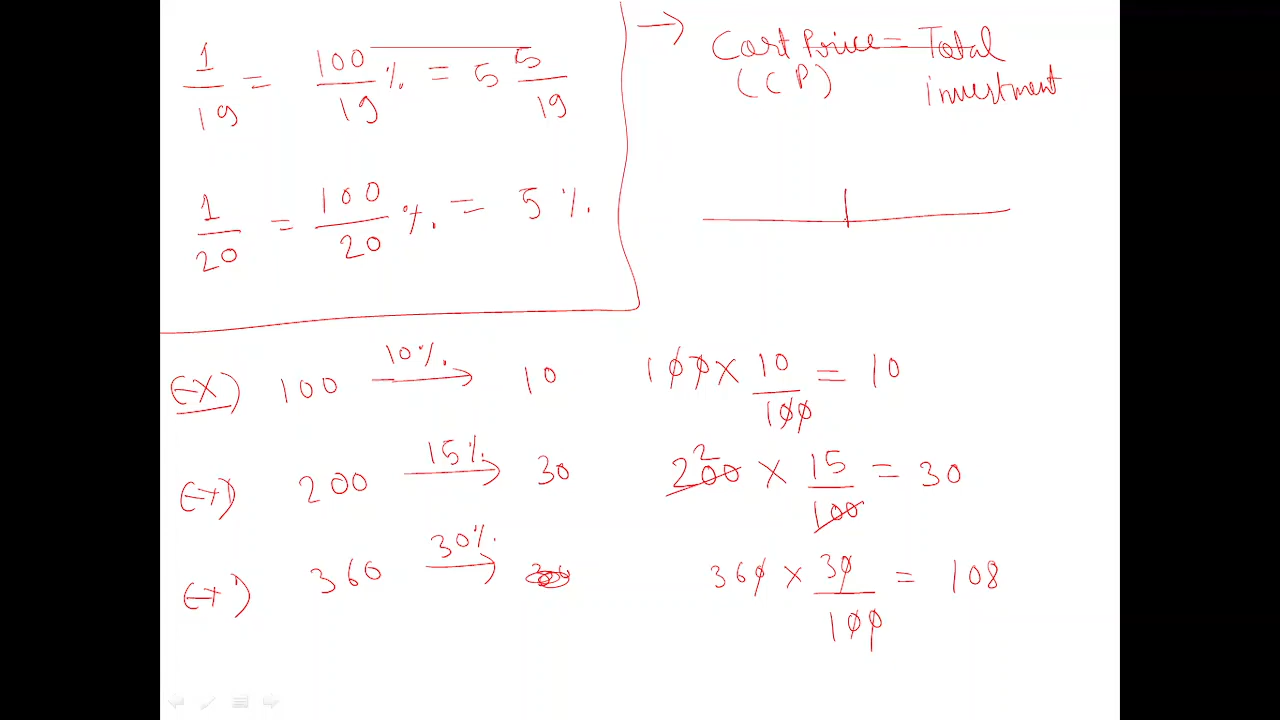 1/19 = 100/19 % = 5 5/19
1/20 = 100/20 % = 5 %.
→ Cost Price = Total
(CP) investment
(Ex) 100 10%. → 10 100 x 10/100 = 10
(Ex) 200 15%. → 30 200 2 x 15/100 = 30
(Ex) 360 30%. → 360 x 30/100 = 108